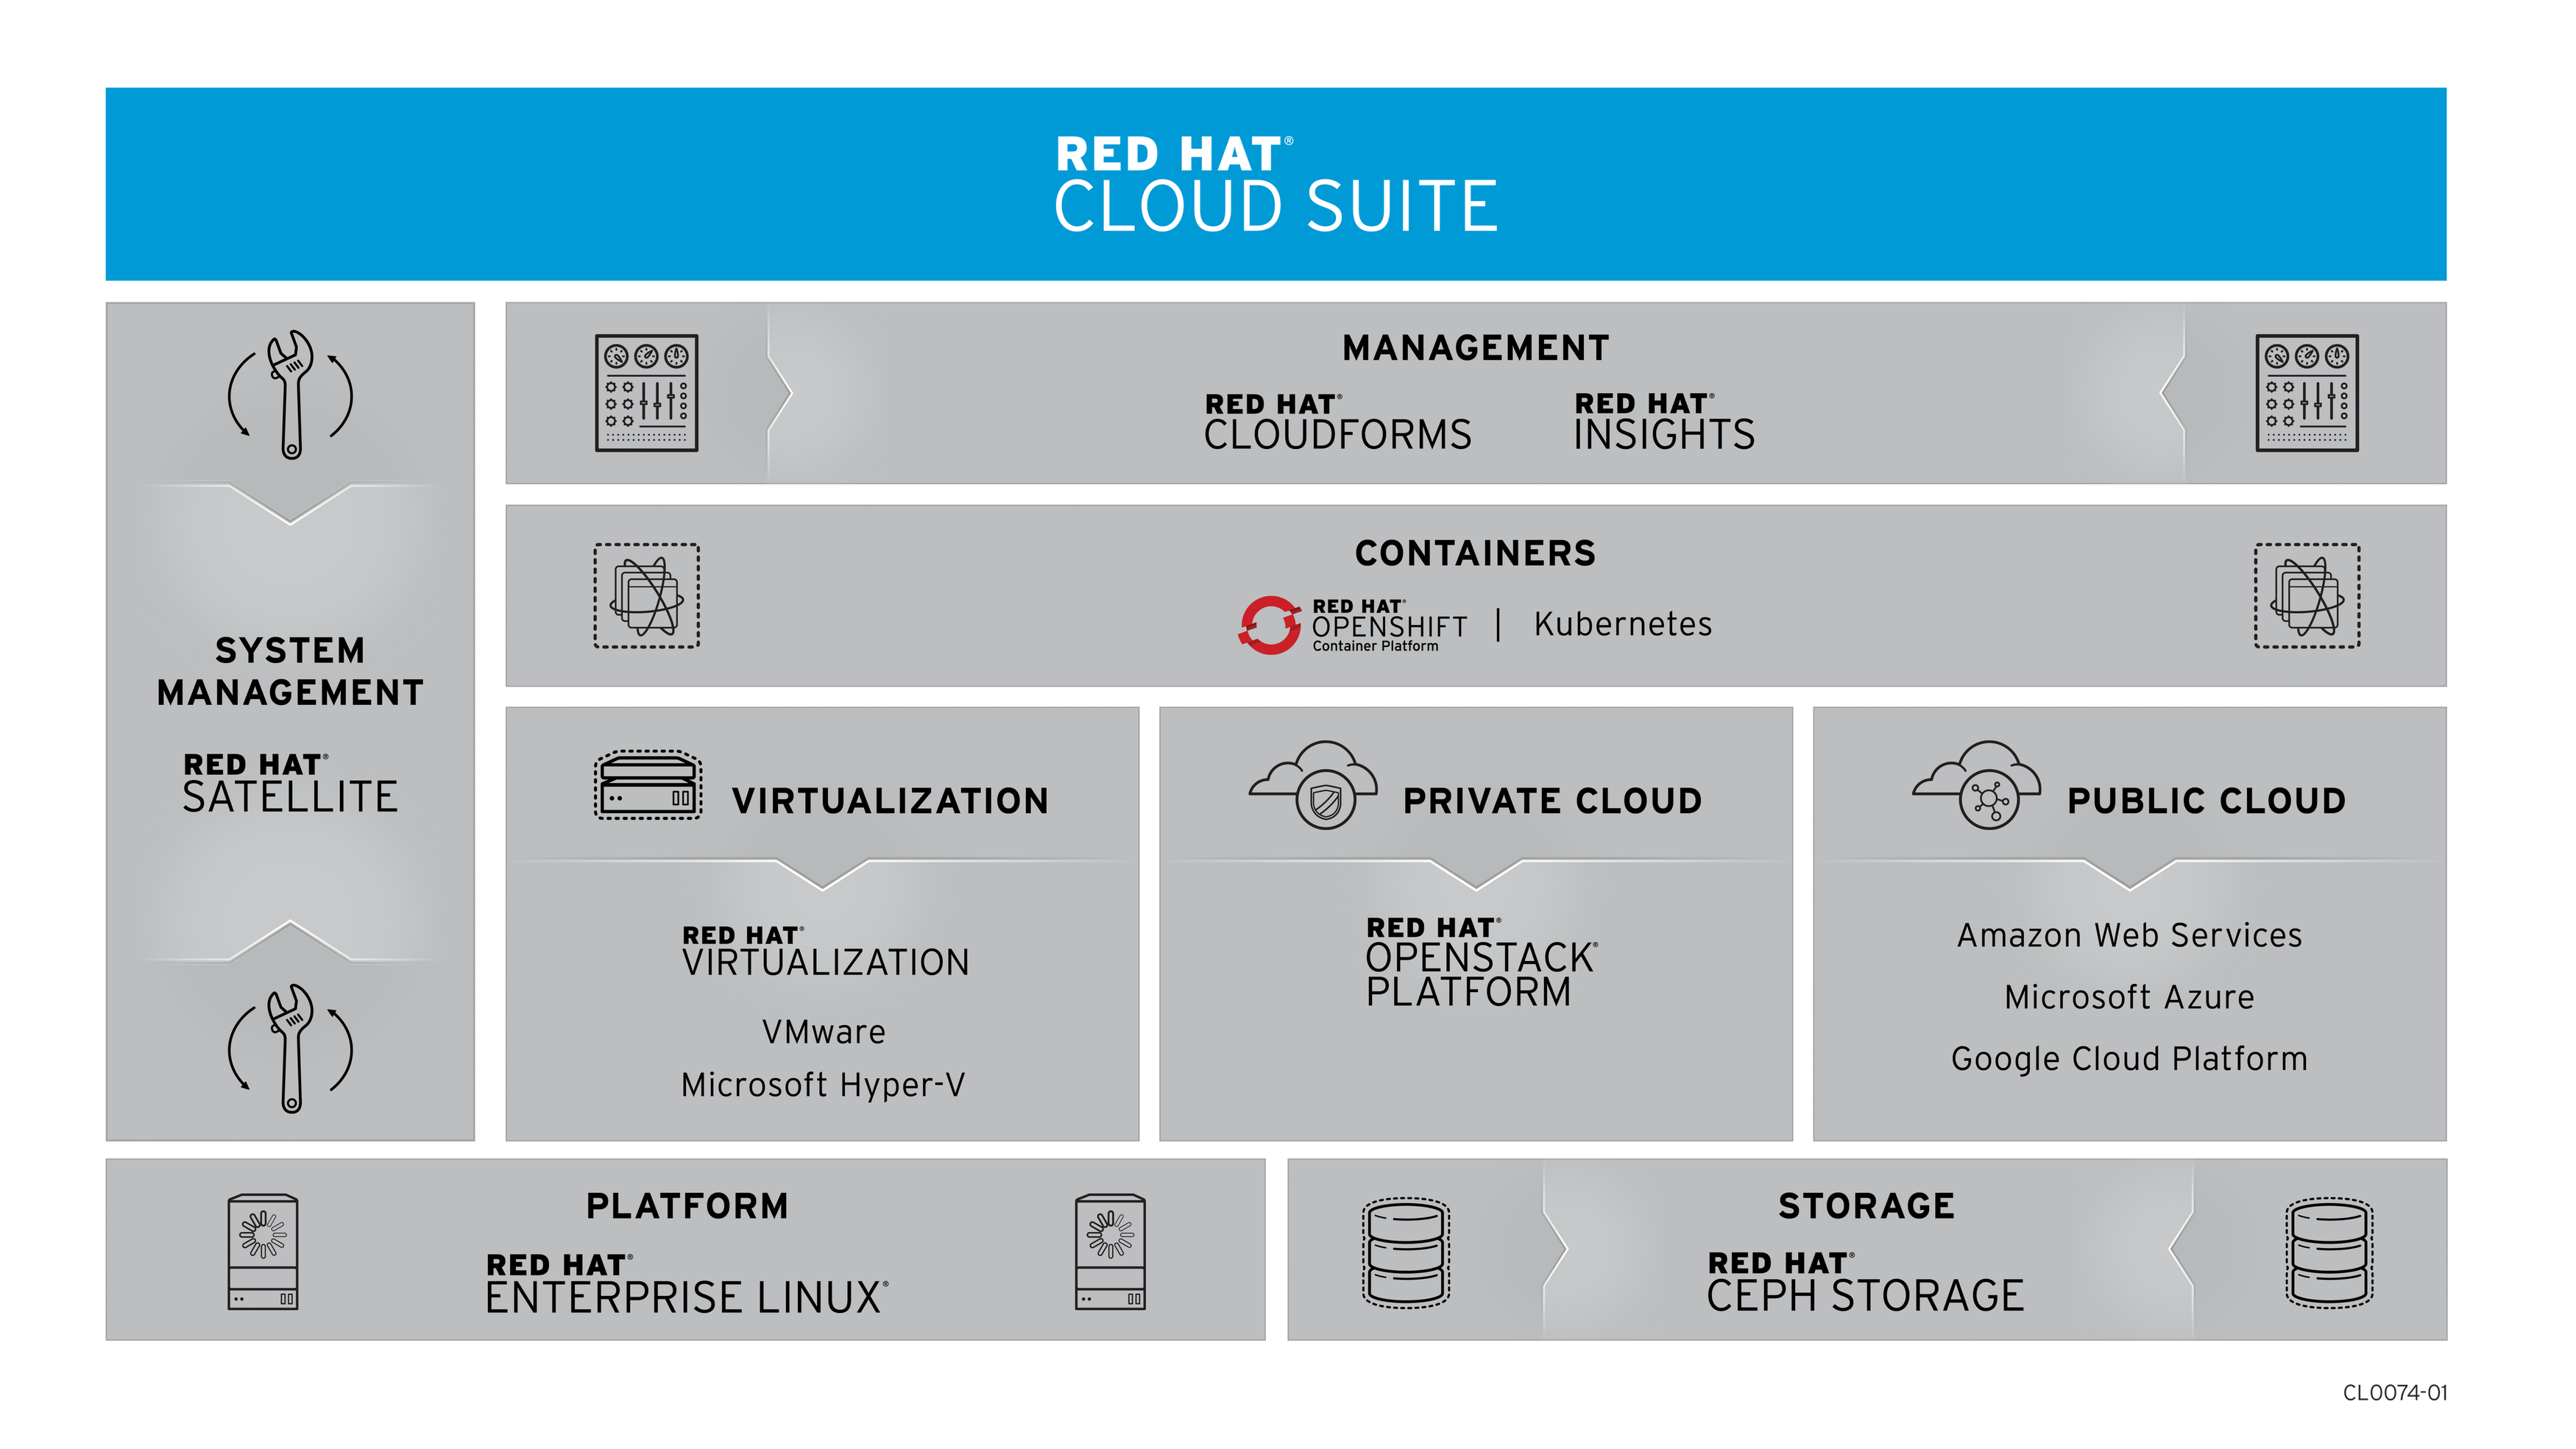 RED HAT®
CLOUD SUITE
SYSTEM
MANAGEMENT
RED HAT®
SATELLITE
MANAGEMENT
RED HAT®
CLOUDFORMS
RED HAT®
INSIGHTS
CONTAINERS
RED HAT®
OPENSHIFT
Container Platform
| Kubernetes
VIRTUALIZATION
RED HAT®
VIRTUALIZATION
VMware
Microsoft Hyper-V
PRIVATE CLOUD
RED HAT®
OPENSTACK®
PLATFORM
PUBLIC CLOUD
Amazon Web Services
Microsoft Azure
Google Cloud Platform
PLATFORM
RED HAT®
ENTERPRISE LINUX®
STORAGE
RED HAT®
CEPH STORAGE
CL0074-01